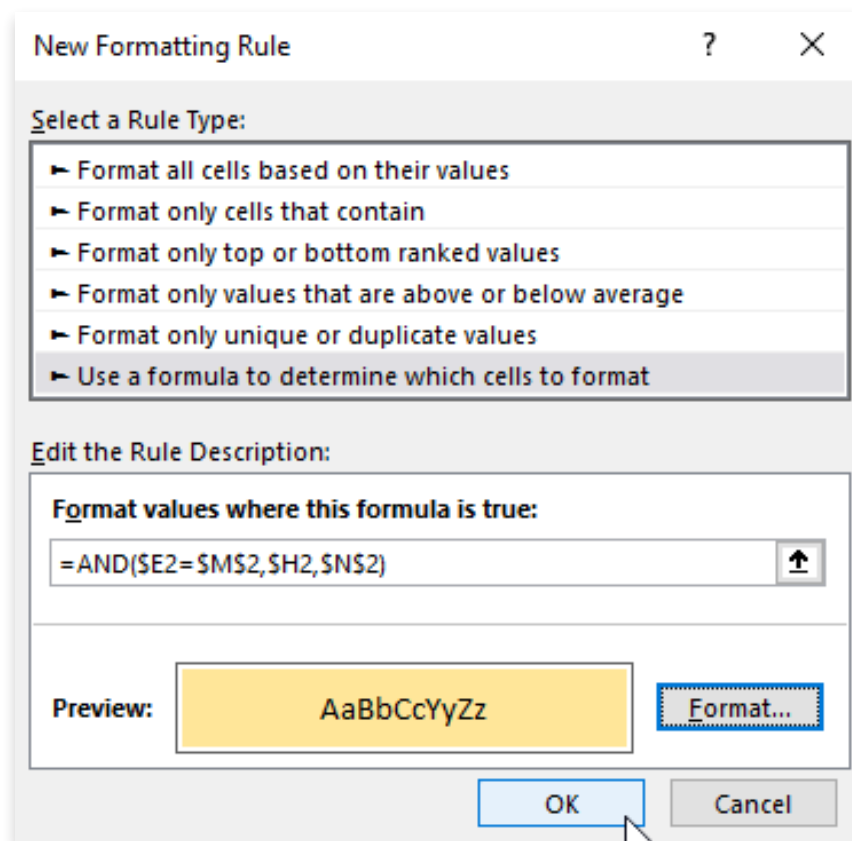 New Formatting Rule ?
Select a Rule Type:
► Format all cells based on their values
► Format only cells that contain
► Format only top or bottom ranked values
► Format only values that are above or below average
► Format only unique or duplicate values
► Use a formula to determine which cells to format
Edit the Rule Description:
Format values where this formula is true:
=AND($E2=$M$2,$H2,$N$2)
Preview: AaBbCcYyZz Format...
OK Cancel